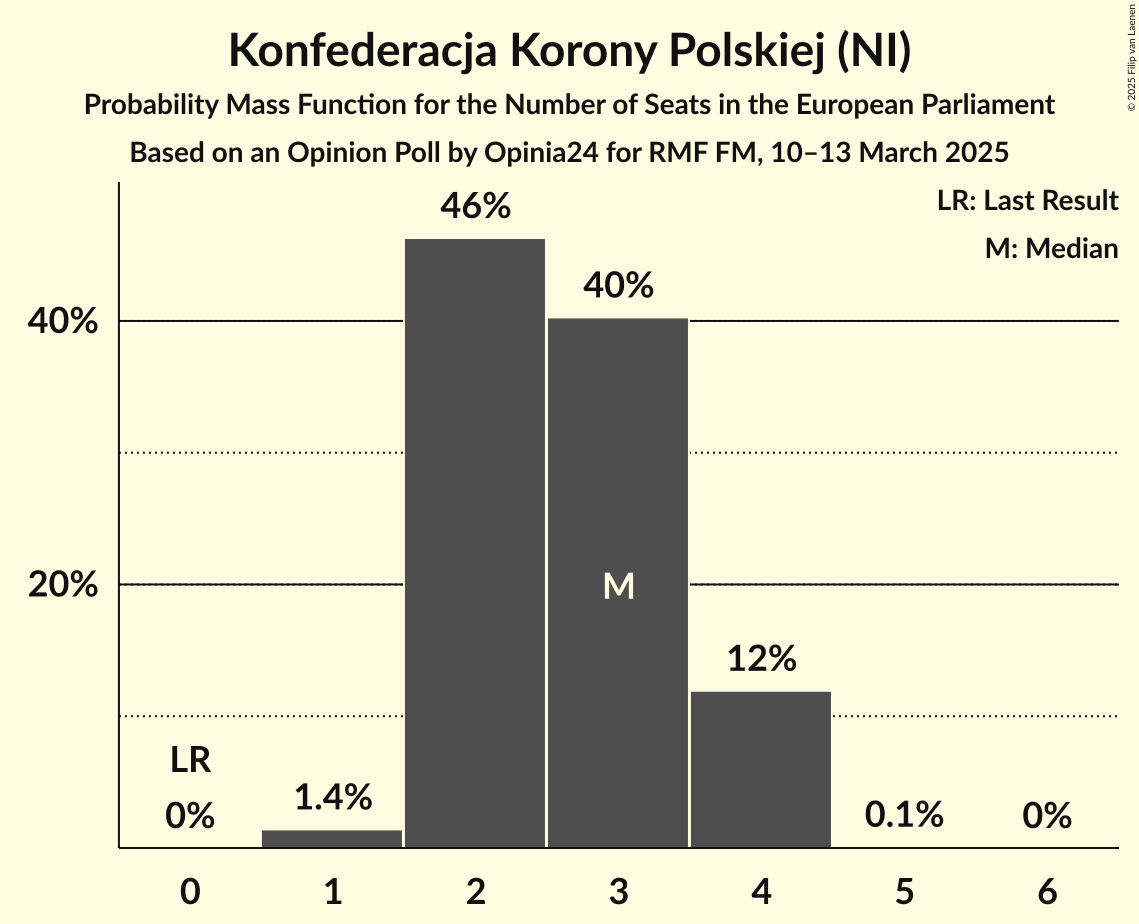 Konfederacja Korony Polskiej (NI)
Probability Mass Function for the Number of Seats in the European Parliament
Based on an Opinion Poll by Opinia24 for RMF FM, 10–13 March 2025
© 2025 Filip van Laenen
LR: Last Result
M: Median
46%
40%
40%
20%
M
12%
LR
0%
1.4%
0.1%
0%
0 1 2 3 4 5 6